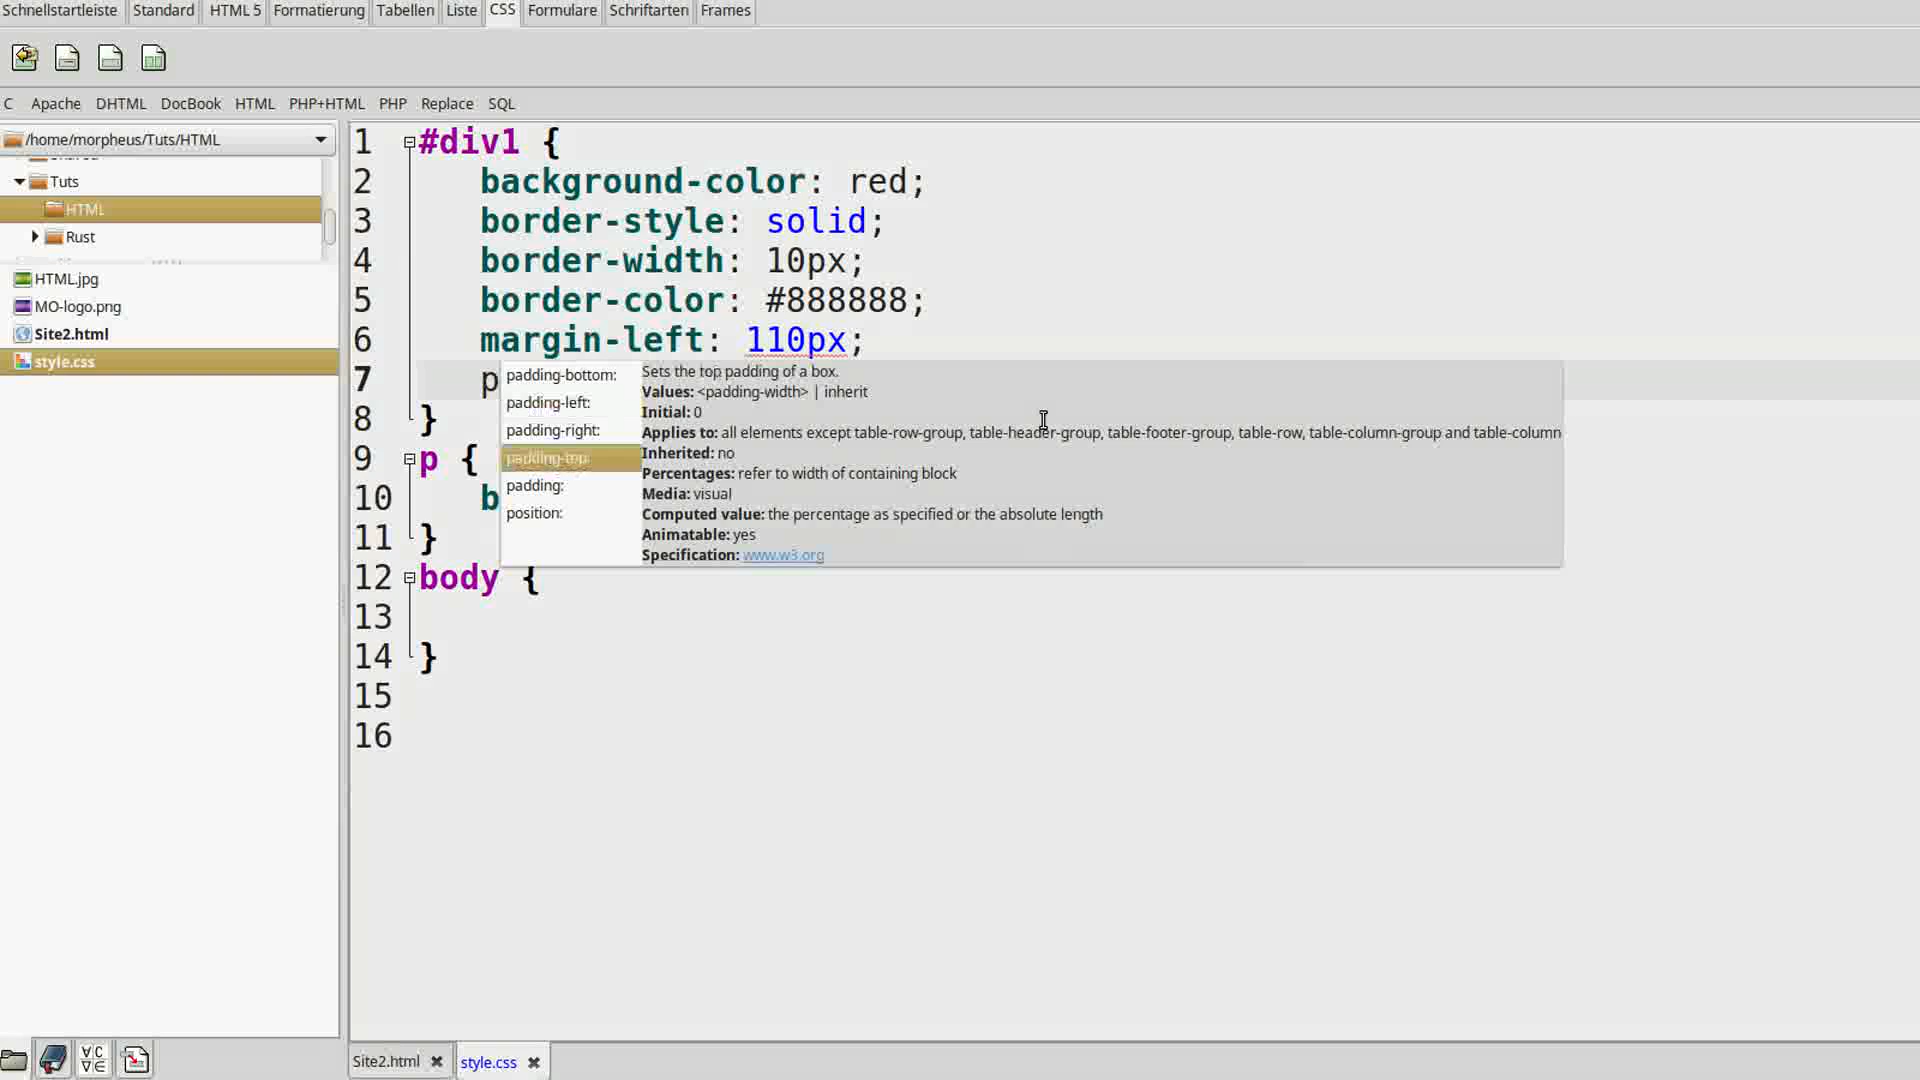 Schnellstartleiste Standard HTML 5 Formatierung Tabellen Liste CSS Formulare Schriftarten Frames
C Apache DHTML DocBook HTML PHP+HTML PHP Replace SQL
/home/morpheus/Tuts/HTML
Tuts
HTML
Rust
HTML.jpg
MO-logo.png
Site2.html
style.css
1 #div1 {
2 background-color: red;
3 border-style: solid;
4 border-width: 10px;
5 border-color: #888888;
6 margin-left: 110px;
7 p
8 }
9 p {
10 b
11 }
12 body {
13
14 }
15
16
padding-bottom:
padding-left:
padding-right:
padding-top:
padding:
position:
Sets the top padding of a box.
Values: <padding-width> | inherit
Initial: 0
Applies to: all elements except table-row-group, table-header-group, table-footer-group, table-row, table-column-group and table-column
Inherited: no
Percentages: refer to width of containing block
Media: visual
Computed value: the percentage as specified or the absolute length
Animatable: yes
Specification: www.w3.org
Site2.html style.css